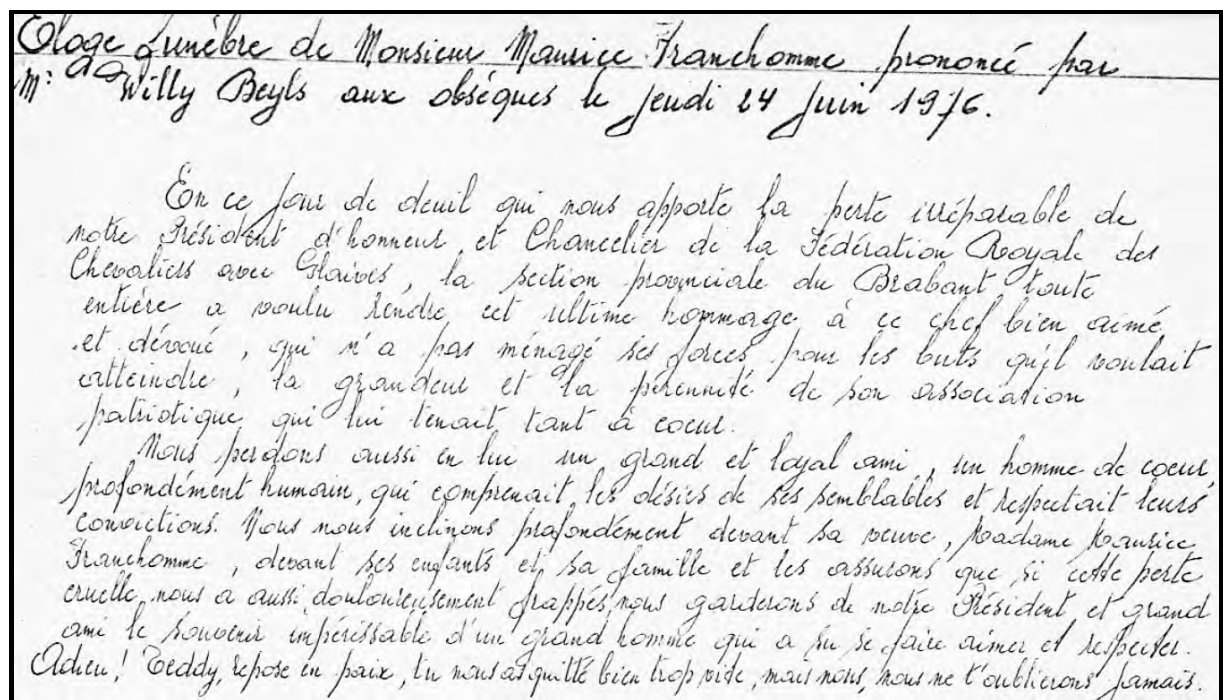 Eloge funèbre de Monsieur Maurice Franchomme prononcé par
Mr Willy Beyls aux obséques le jeudi 24 Juin 1976.
En ce jour de deuil qui nous apporte la perte irréparable de
notre Président d'honneur et Chancelier de la Fédération Royale des
Chevaliers avec Glaives, la section provinciale du Brabant toute
entière a voulu rendre cet ultime hommage à ce chef bien aimé
et dévoué, qui n'a pas ménagé ses forces pour les buts qu'il voulait
atteindre, la grandeur et la pérennité de son association
patriotique qui lui tenait tant à coeur.
Nous perdons aussi en lui un grand et loyal ami, un homme de coeur,
profondément humain, qui comprenait les désirs de ses semblables et respectait leurs
convictions. Nous nous inclinons profondément devant sa veuve, Madame Maurice
Franchomme, devant ses enfants et sa famille et les assurons que si cette perte
cruelle nous a aussi douloureusement frappés, nous garderons de notre Président et grand
ami le souvenir impérissable d'un grand homme qui a su se faire aimer et respecter.
Adieu! Teddy, repose en paix, tu nous as quitté bien trop vite, mais nous, nous ne t'oublierons jamais.